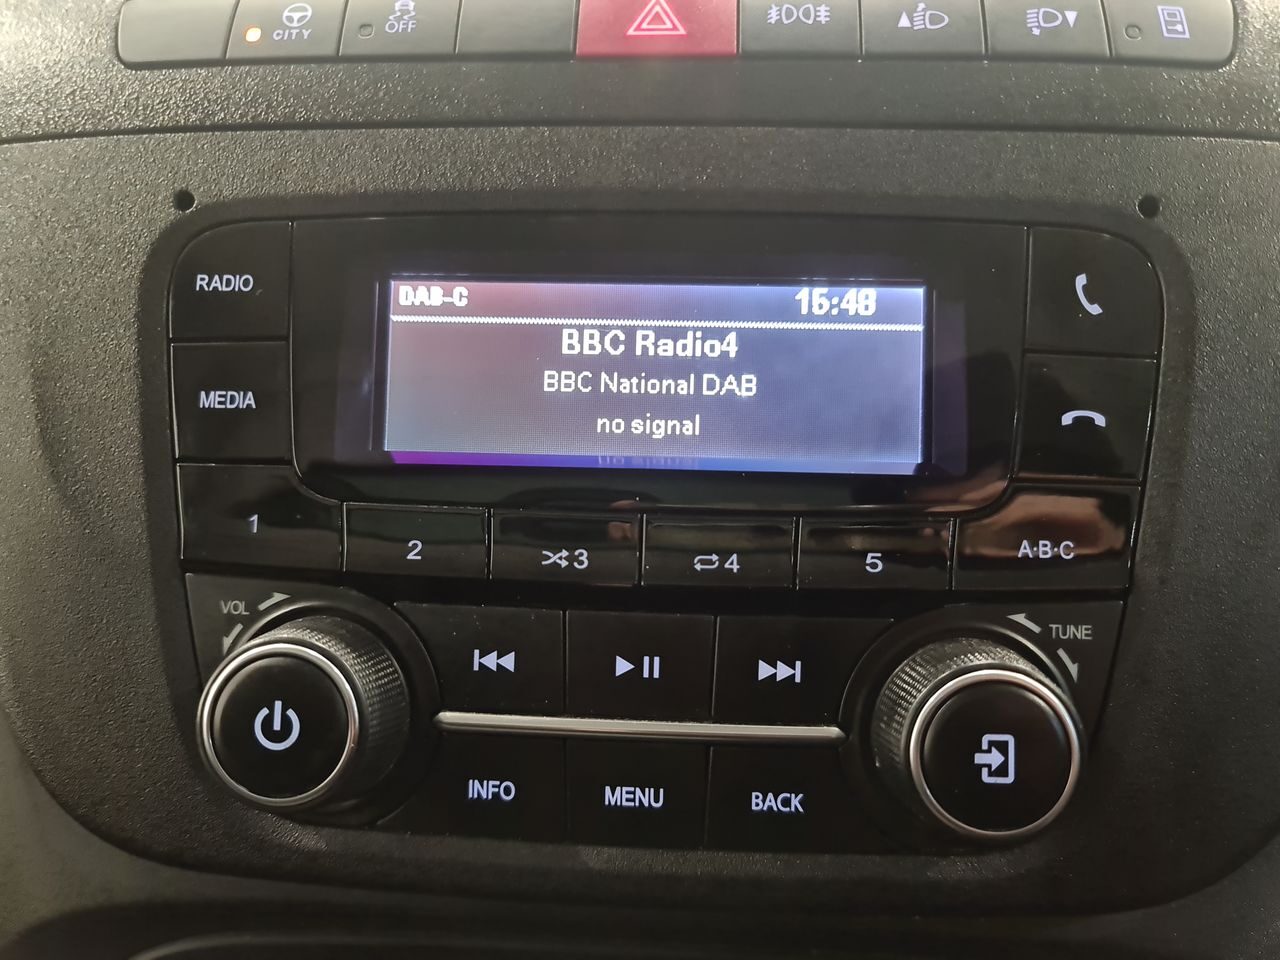 CITY
OFF
RADIO
DAB-C 15:48
BBC Radio4
MEDIA
BBC National DAB
no signal
1
2
3
4
5
A·B·C
VOL
TUNE
INFO
MENU
BACK